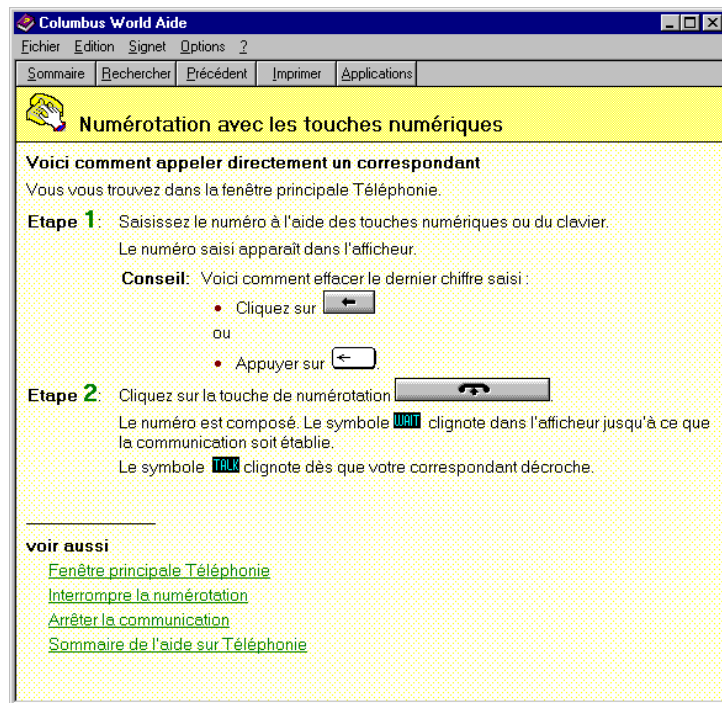 Columbus World Aide
Fichier Edition Signet Options ?
Sommaire Rechercher Précédent Imprimer Applications
Numérotation avec les touches numériques
Voici comment appeler directement un correspondant
Vous vous trouvez dans la fenêtre principale Téléphonie.
Etape 1: Saisissez le numéro à l'aide des touches numériques ou du clavier.
Le numéro saisi apparaît dans l'afficheur.
Conseil: Voici comment effacer le dernier chiffre saisi :
• Cliquez sur
ou
• Appuyer sur .
Etape 2: Cliquez sur la touche de numérotation .
Le numéro est composé. Le symbole WAIT clignote dans l'afficheur jusqu'à ce que
la communication soit établie.
Le symbole TALK clignote dès que votre correspondant décroche.
voir aussi
Fenêtre principale Téléphonie
Interrompre la numérotation
Arrêter la communication
Sommaire de l'aide sur Téléphonie